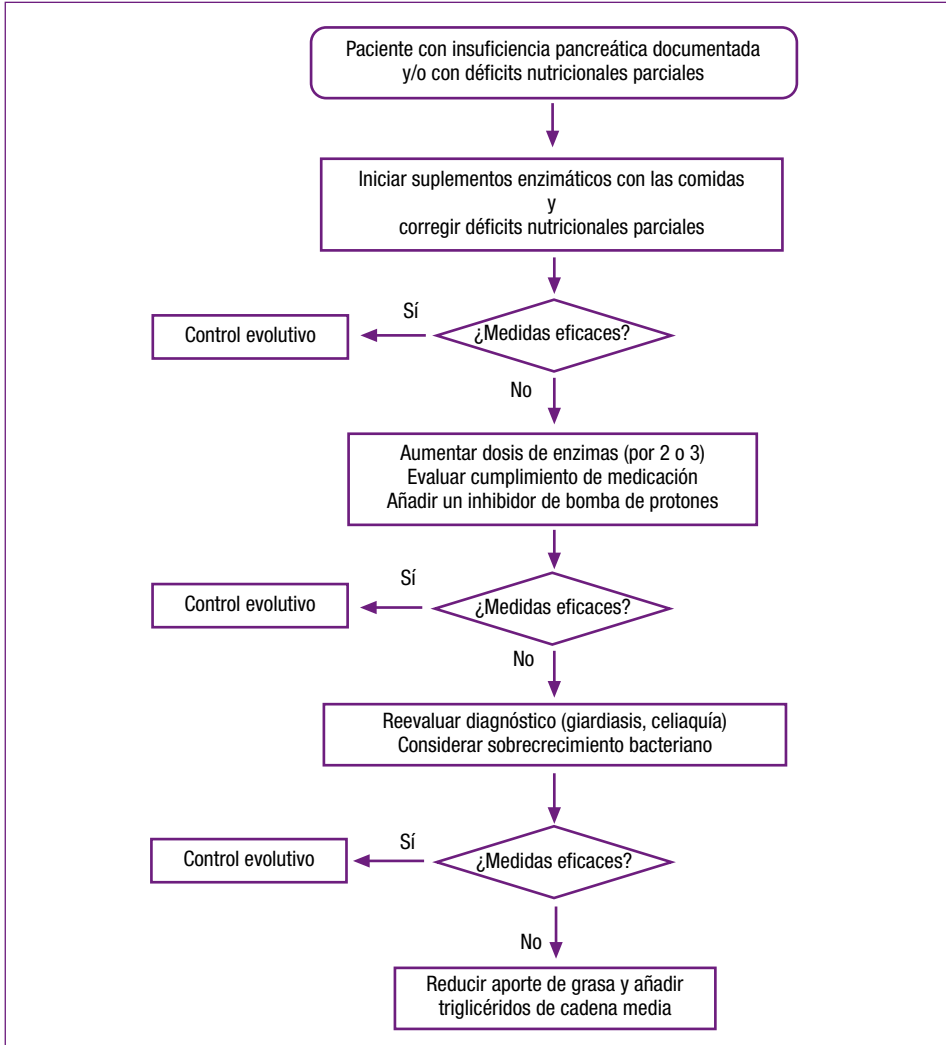 Paciente con insuficiencia pancreática documentada
y/o con déficits nutricionales parciales
Iniciar suplementos enzimáticos con las comidas
y
corregir déficits nutricionales parciales
Sí
Control evolutivo
¿Medidas eficaces?
No
Aumentar dosis de enzimas (por 2 o 3)
Evaluar cumplimiento de medicación
Añadir un inhibidor de bomba de protones
Sí
Control evolutivo
¿Medidas eficaces?
No
Reevaluar diagnóstico (giardiasis, celiaquía)
Considerar sobrecrecimiento bacteriano
Sí
Control evolutivo
¿Medidas eficaces?
No
Reducir aporte de grasa y añadir
triglicéridos de cadena media